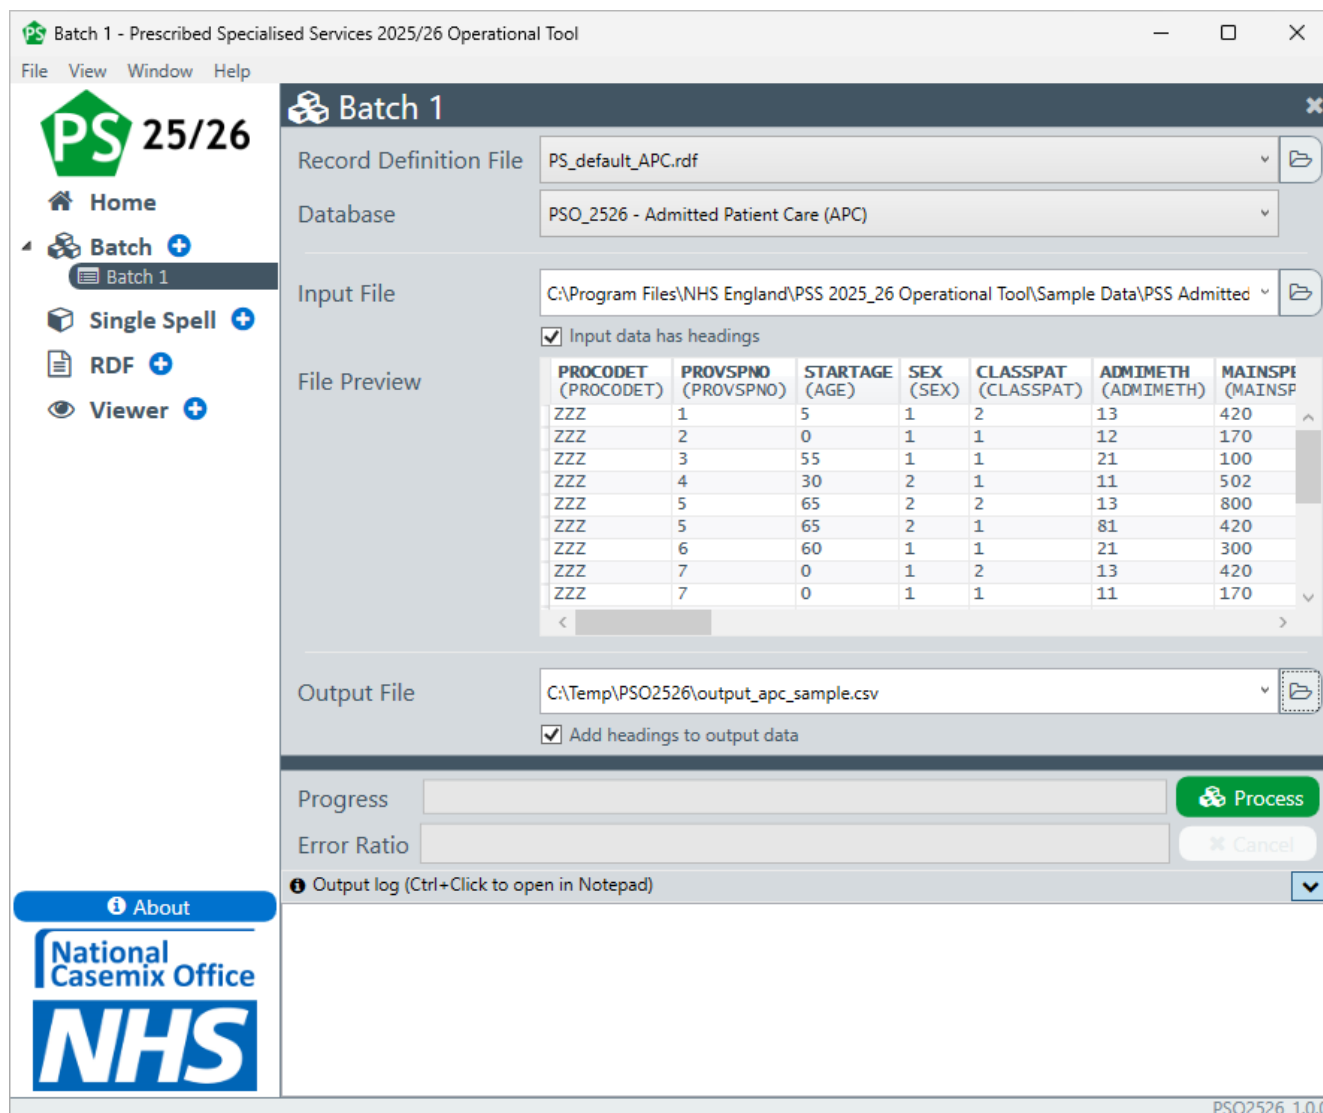 Batch 1 - Prescribed Specialised Services 2025/26 Operational Tool
File View Window Help
PS 25/26
Home
Batch
Batch 1
Single Spell
RDF
Viewer
About
National
Casemix Office
NHS
Batch 1
Record Definition File PS_default_APC.rdf
Database PSO_2526 - Admitted Patient Care (APC)
Input File C:\Program Files\NHS England\PSS 2025_26 Operational Tool\Sample Data\PSS Admitted
Input data has headings
File Preview
PROCODET PROVSPNO STARTAGE SEX CLASSPAT ADMIMETH MAINSPE
(PROCODET) (PROVSPNO) (AGE) (SEX) (CLASSPAT) (ADMIMETH) (MAINSP
ZZZ 1 5 1 2 13 420
ZZZ 2 0 1 1 12 170
ZZZ 3 55 1 1 21 100
ZZZ 4 30 2 1 11 502
ZZZ 5 65 2 2 13 800
ZZZ 5 65 2 1 81 420
ZZZ 6 60 1 1 21 300
ZZZ 7 0 1 2 13 420
ZZZ 7 0 1 1 11 170
Output File C:\Temp\PSO2526\output_apc_sample.csv
Add headings to output data
Progress Process
Error Ratio Cancel
Output log (Ctrl+Click to open in Notepad)
PSO2526 1.0.0